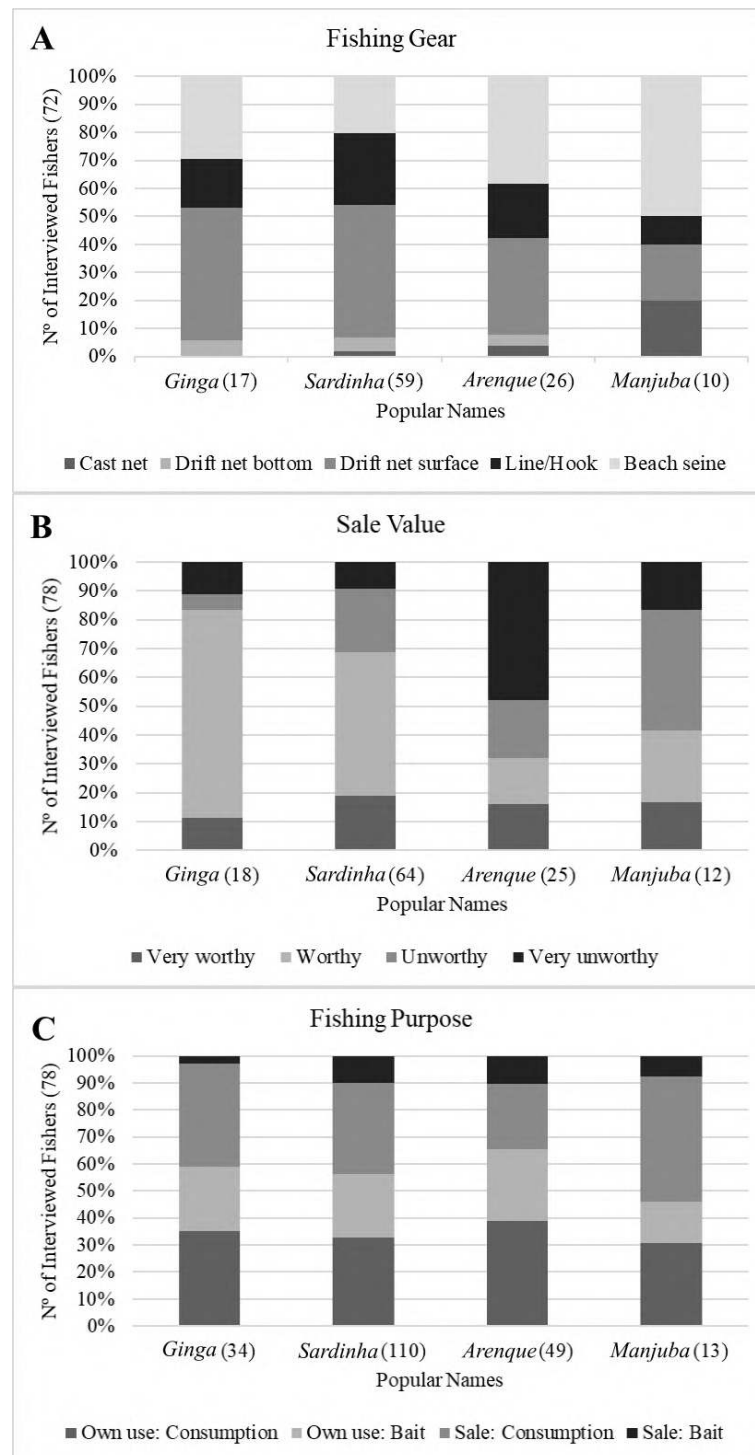 A
Fishing Gear
Nº of Interviewed Fishers (72)
100%
90%
80%
70%
60%
50%
40%
30%
20%
10%
0%
Ginga (17) Sardinha (59) Arenque (26) Manjuba (10)
Popular Names
Cast net Drift net bottom Drift net surface Line/Hook Beach seine
B
Sale Value
Nº of Interviewed Fishers (78)
100%
90%
80%
70%
60%
50%
40%
30%
20%
10%
0%
Ginga (18) Sardinha (64) Arenque (25) Manjuba (12)
Popular Names
Very worthy Worthy Unworthy Very unworthy
C
Fishing Purpose
Nº of Interviewed Fishers (78)
100%
90%
80%
70%
60%
50%
40%
30%
20%
10%
0%
Ginga (34) Sardinha (110) Arenque (49) Manjuba (13)
Popular Names
Own use: Consumption Own use: Bait Sale: Consumption Sale: Bait